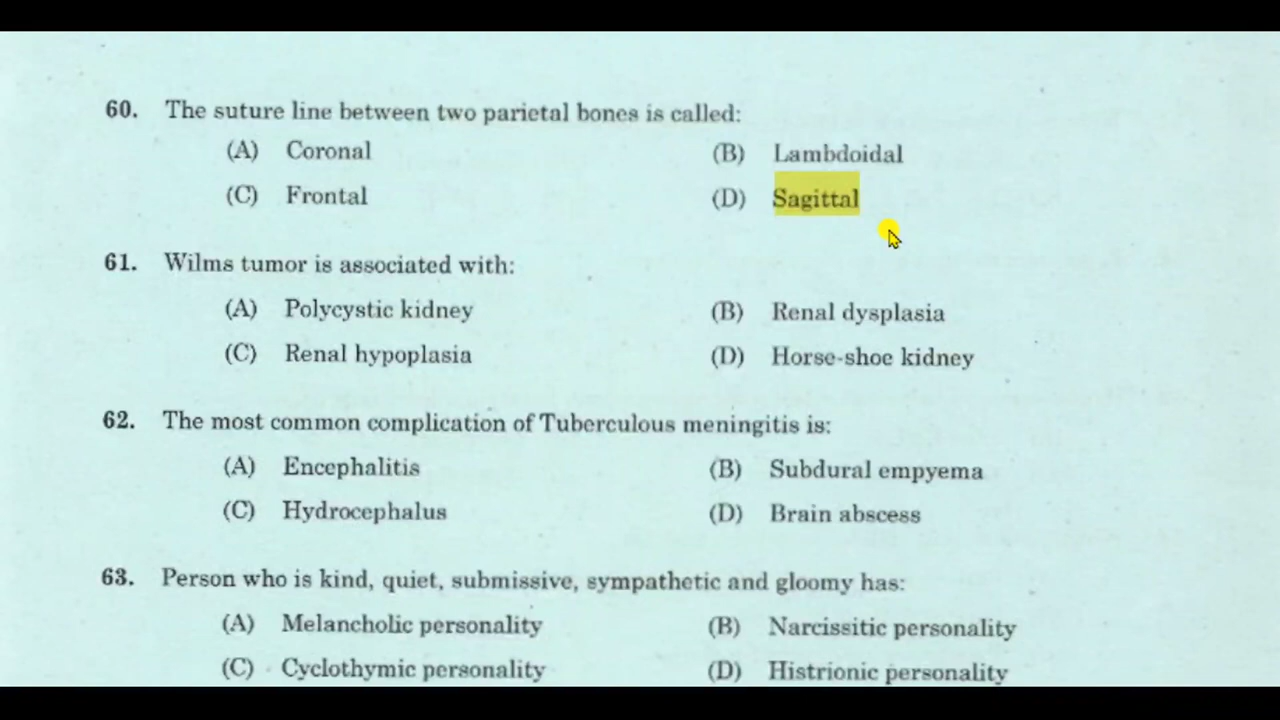 60. The suture line between two parietal bones is called:
(A) Coronal (B) Lambdoidal
(C) Frontal (D) Sagittal
61. Wilms tumor is associated with:
(A) Polycystic kidney (B) Renal dysplasia
(C) Renal hypoplasia (D) Horse-shoe kidney
62. The most common complication of Tuberculous meningitis is:
(A) Encephalitis (B) Subdural empyema
(C) Hydrocephalus (D) Brain abscess
63. Person who is kind, quiet, submissive, sympathetic and gloomy has:
(A) Melancholic personality (B) Narcissitic personality
(C) Cyclothymic personality (D) Histrionic personality